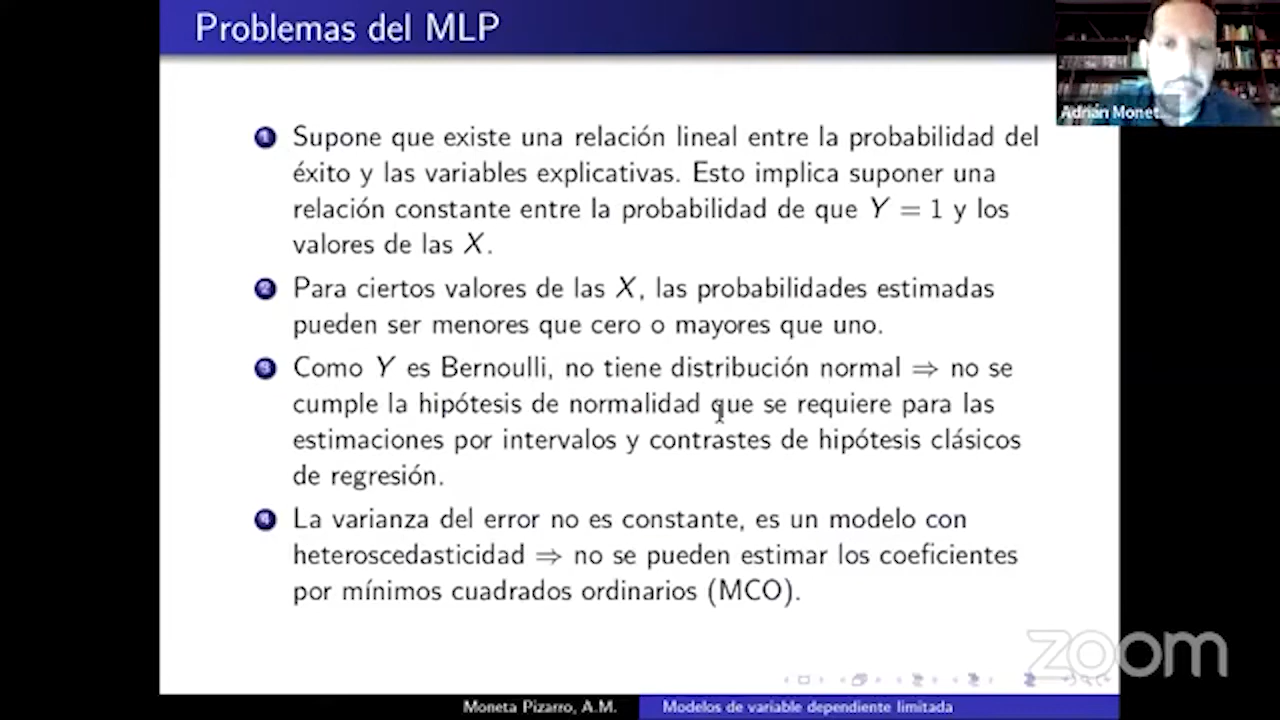 Problemas del MLP
Adrián Monet...
1 Supone que existe una relación lineal entre la probabilidad del
éxito y las variables explicativas. Esto implica suponer una
relación constante entre la probabilidad de que Y = 1 y los
valores de las X.
2 Para ciertos valores de las X, las probabilidades estimadas
pueden ser menores que cero o mayores que uno.
3 Como Y es Bernoulli, no tiene distribución normal ⇒ no se
cumple la hipótesis de normalidad que se requiere para las
estimaciones por intervalos y contrastes de hipótesis clásicos
de regresión.
4 La varianza del error no es constante, es un modelo con
heteroscedasticidad ⇒ no se pueden estimar los coeficientes
por mínimos cuadrados ordinarios (MCO).
zoom
Moneta Pizarro, A.M. Modelos de variable dependiente limitada